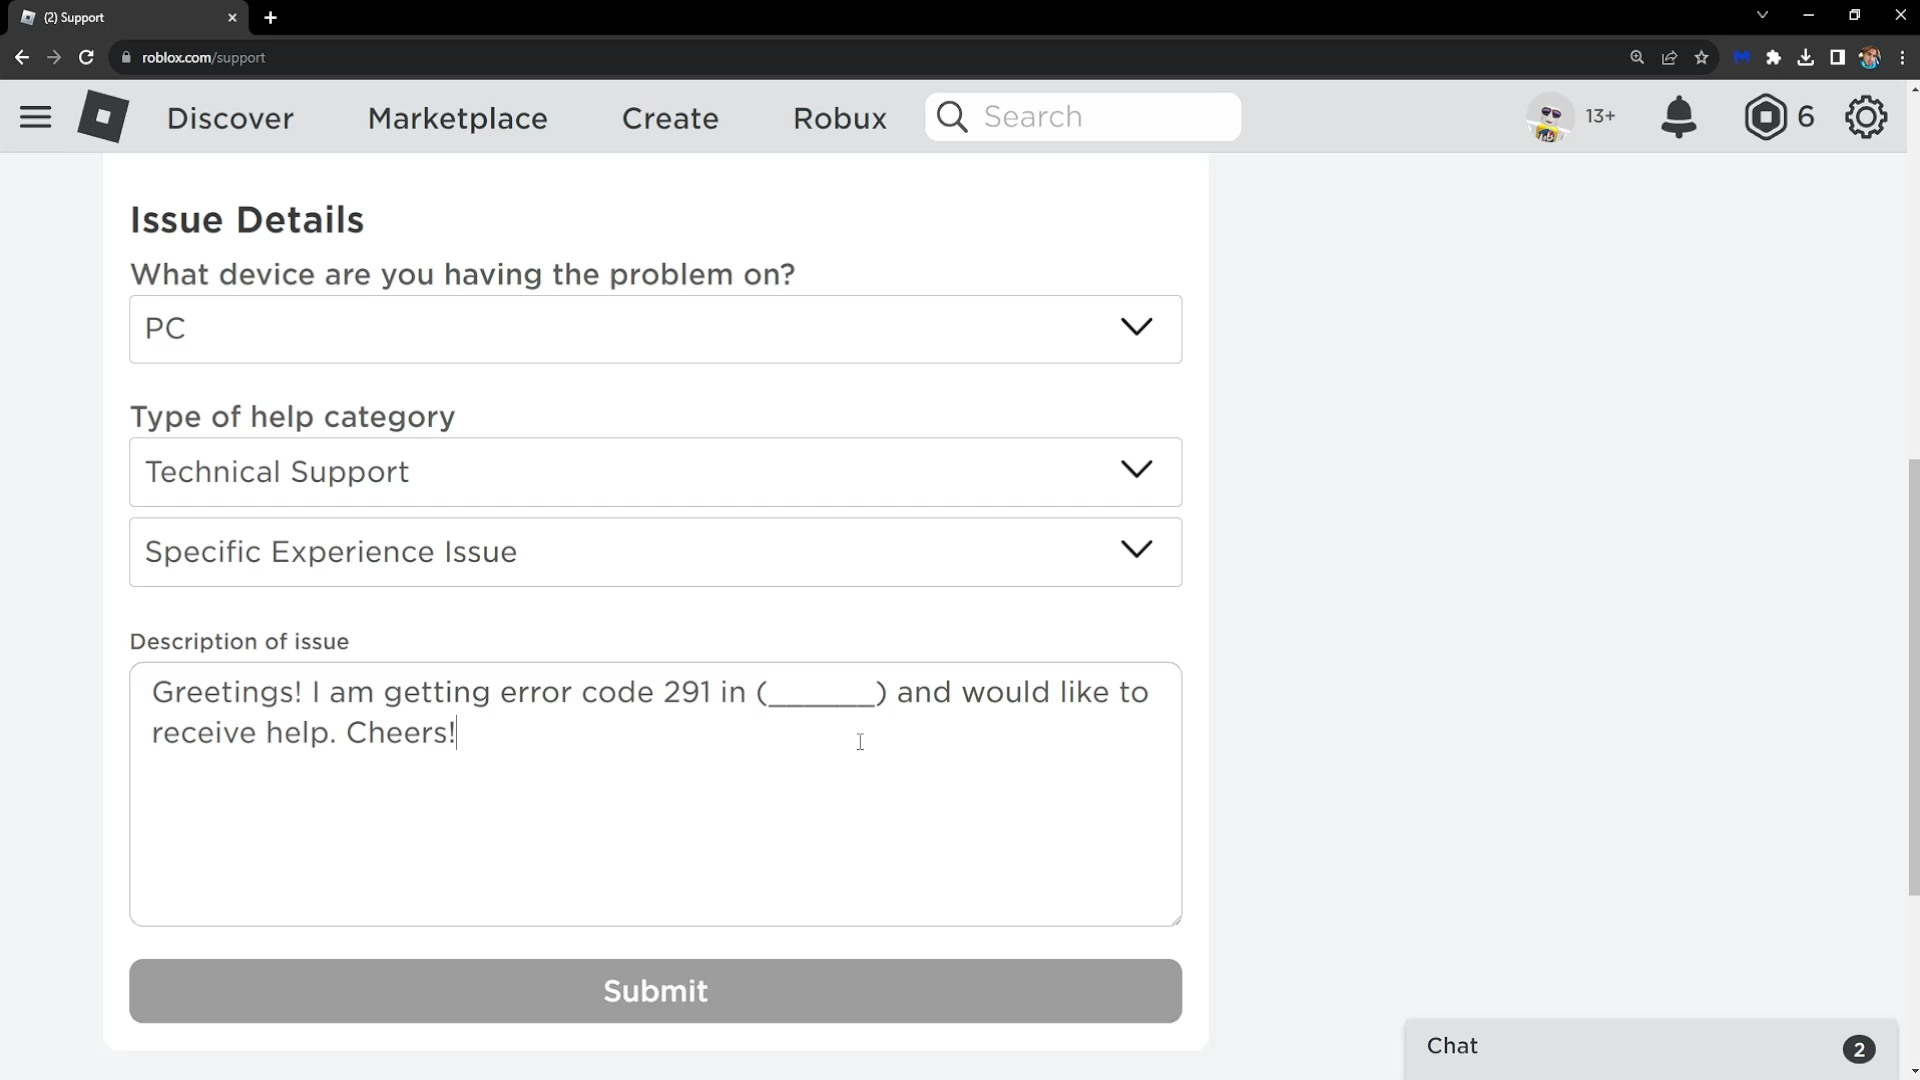 (2) Support
roblox.com/support
Discover
Marketplace
Create
Robux
Search
13+
6
Issue Details
What device are you having the problem on?
PC
Type of help category
Technical Support
Specific Experience Issue
Description of issue
Greetings! I am getting error code 291 in (______) and would like to
receive help. Cheers!
Submit
Chat
2